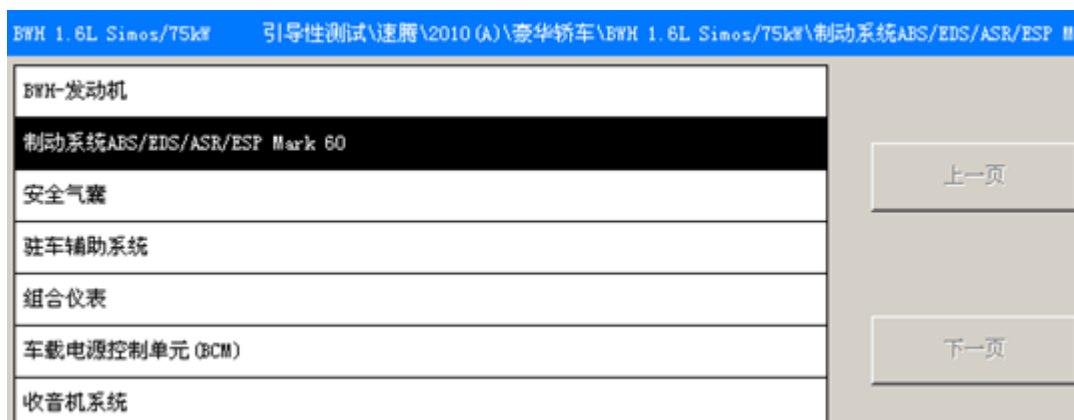 BWH 1.6L Simos/75kW 引导性测试\速腾\2010(A)\豪华轿车\BWH 1.6L Simos/75kW\制动系统ABS/EDS/ASR/ESP M
BWH-发动机
制动系统ABS/EDS/ASR/ESP Mark 60
安全气囊
上一页
驻车辅助系统
组合仪表
车载电源控制单元(BCM)
下一页
收音机系统